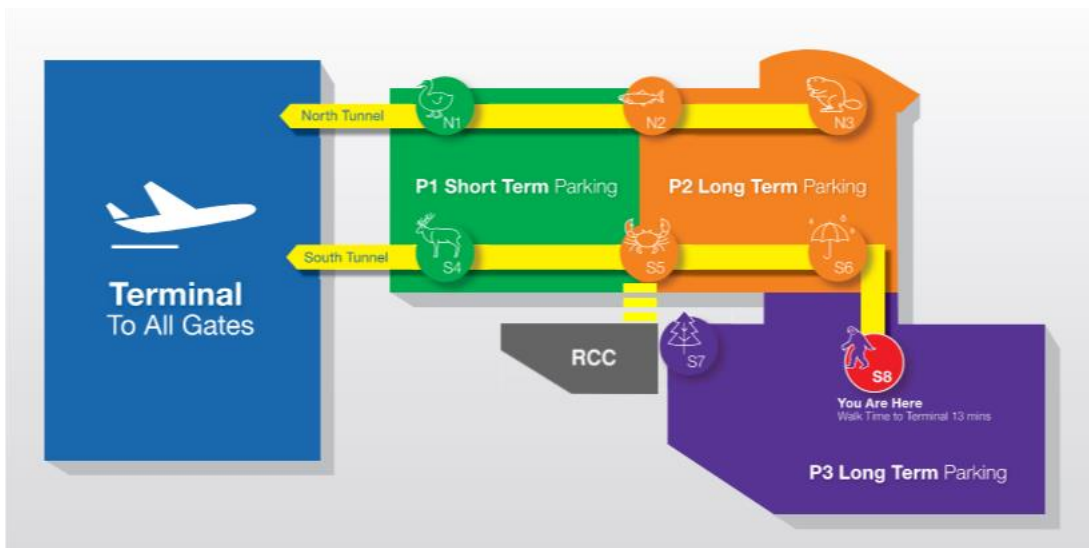 North Tunnel
N1
N2
N3
P1 Short Term Parking
P2 Long Term Parking
South Tunnel
S4
S5
S6
Terminal
To All Gates
RCC
S7
S8
You Are Here
Walk Time to Terminal 13 mins
P3 Long Term Parking